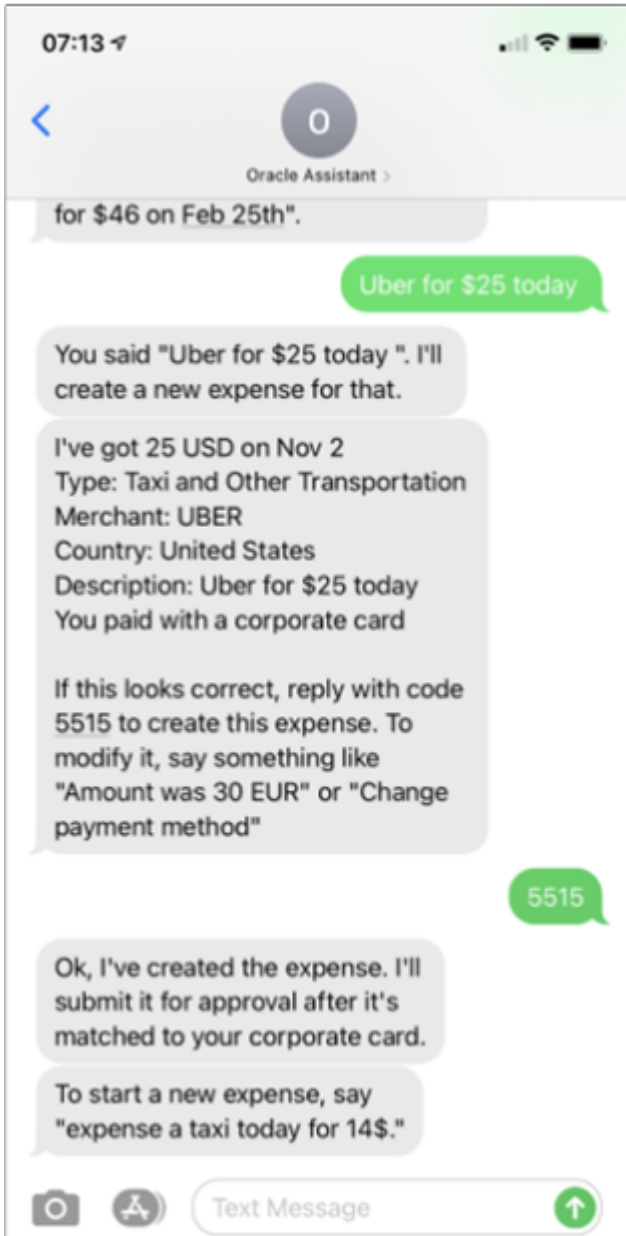 07:13
O
Oracle Assistant >
for $46 on Feb 25th".
Uber for $25 today
You said "Uber for $25 today ". I'll
create a new expense for that.
I've got 25 USD on Nov 2
Type: Taxi and Other Transportation
Merchant: UBER
Country: United States
Description: Uber for $25 today
You paid with a corporate card
If this looks correct, reply with code
5515 to create this expense. To
modify it, say something like
"Amount was 30 EUR" or "Change
payment method"
5515
Ok, I've created the expense. I'll
submit it for approval after it's
matched to your corporate card.
To start a new expense, say
"expense a taxi today for 14$."
Text Message